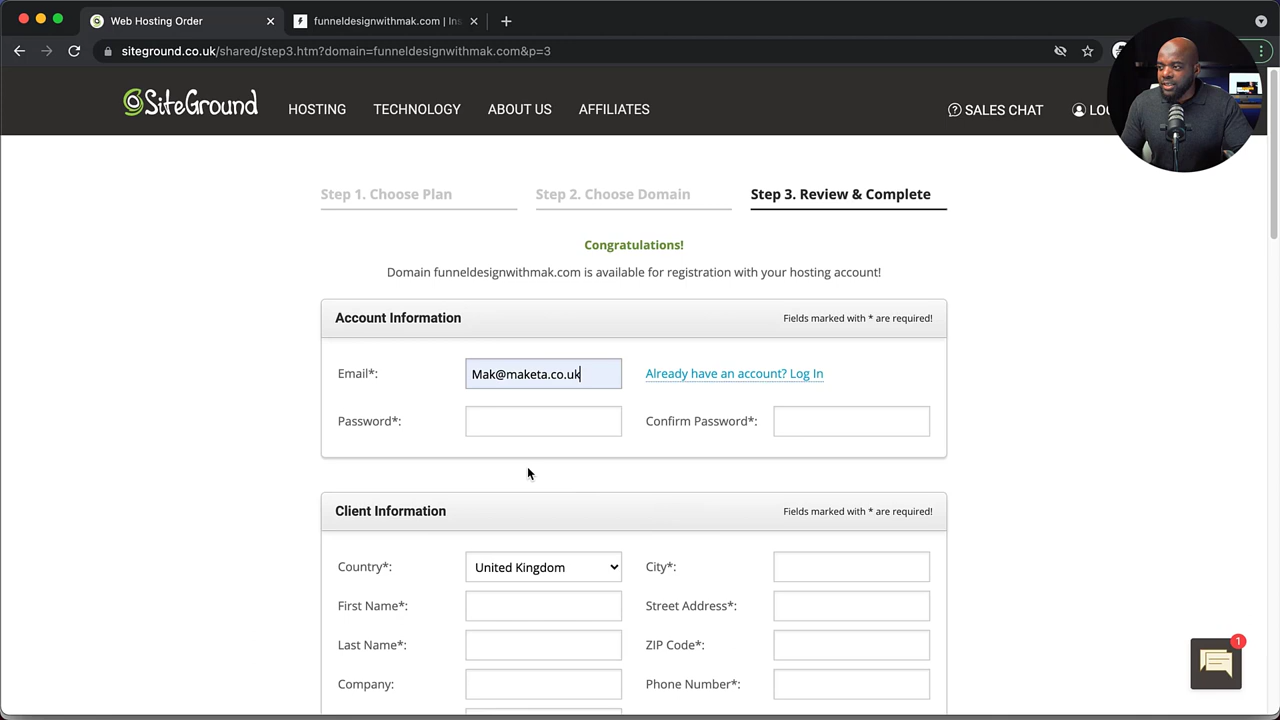 Web Hosting Order
funneldesignwithmak.com | Ins
siteground.co.uk/shared/step3.htm?domain=funneldesignwithmak.com&p=3
SiteGround
HOSTING
TECHNOLOGY
ABOUT US
AFFILIATES
SALES CHAT
LO
Step 1. Choose Plan
Step 2. Choose Domain
Step 3. Review & Complete
Congratulations!
Domain funneldesignwithmak.com is available for registration with your hosting account!
Account Information
Fields marked with * are required!
Email*:
Mak@maketa.co.uk
Already have an account? Log In
Password*:
Confirm Password*:
Client Information
Fields marked with * are required!
Country*:
United Kingdom
City*:
First Name*:
Street Address*:
Last Name*:
ZIP Code*:
Company:
Phone Number*:
1